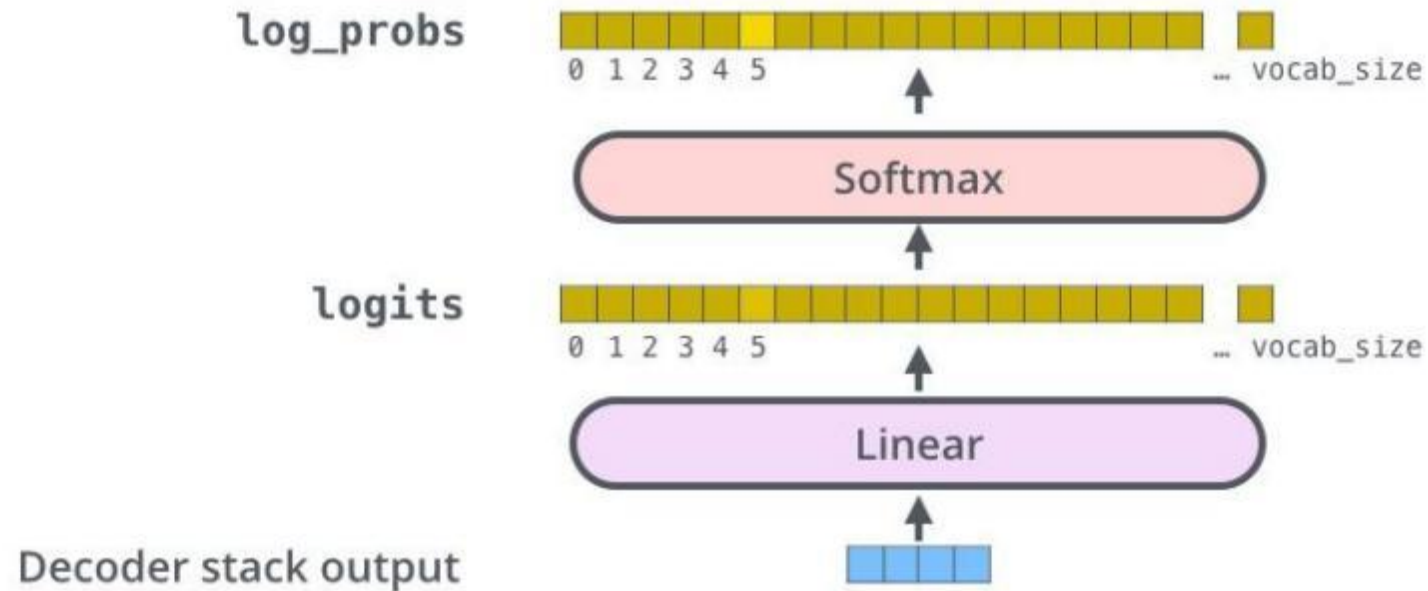 log_probs
0 1 2 3 4 5 … vocab_size
Softmax
logits
0 1 2 3 4 5 … vocab_size
Linear
Decoder stack output